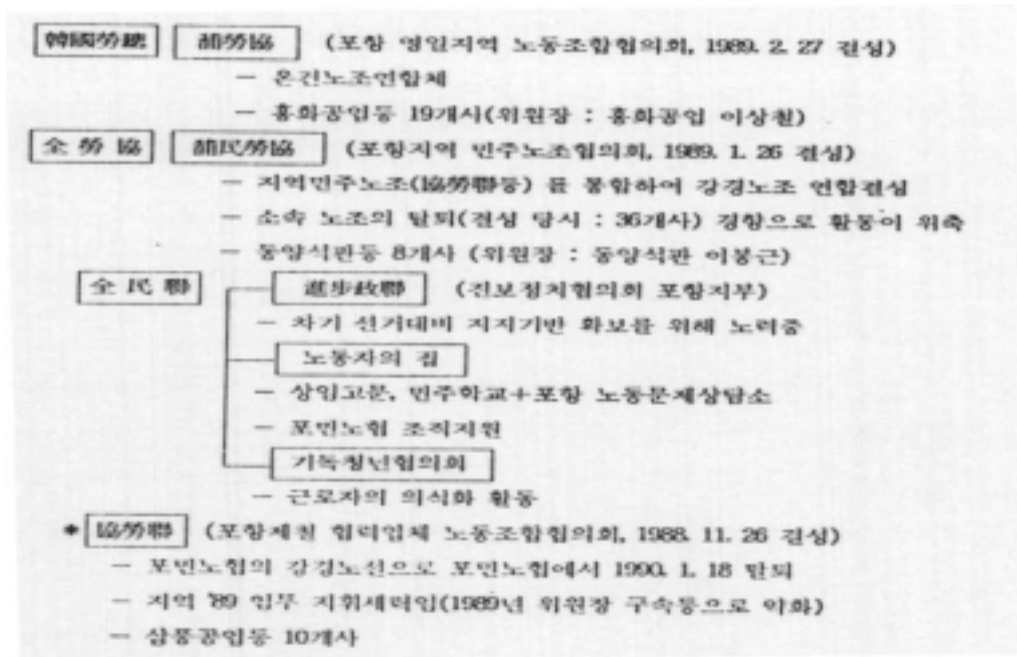 韓國勞總 浦勞協 (포항 영일지역 노동조합협의회, 1989. 2. 27 결성)
- 온건노조연합체
- 흥화공업등 19개사(위원장 : 흥화공업 이상철)
全勞協 浦民勞協 (포항지역 민주노조협의회, 1989. 1. 26 결성)
- 지역민주노조(協勞聯등) 를 통합하여 강경노조 연합결성
- 소속 노조의 탈퇴(결성 당시 : 36개사) 경향으로 활동이 위축
- 동양석판등 8개사 (위원장 : 동양석판 이봉근)
全民聯 進步政聯 (진보정치협의회 포항지부)
- 차기 선거대비 지지기반 확보를 위해 노력중
노동자의 집
- 상임고문, 민주학교+포항 노동문제상담소
- 포민노협 조직지원
기독청년협의회
- 근로자의 의식화 활동
* 協勞聯 (포항제철 협력업체 노동조합협의회, 1988. 11. 26 결성)
- 포민노협의 강경노선으로 포민노협에서 1990. 1. 18 탈퇴
- 지역 '89 임투 지휘세력임(1989년 위원장 구속등으로 약화)
- 삼풍공업등 10개사